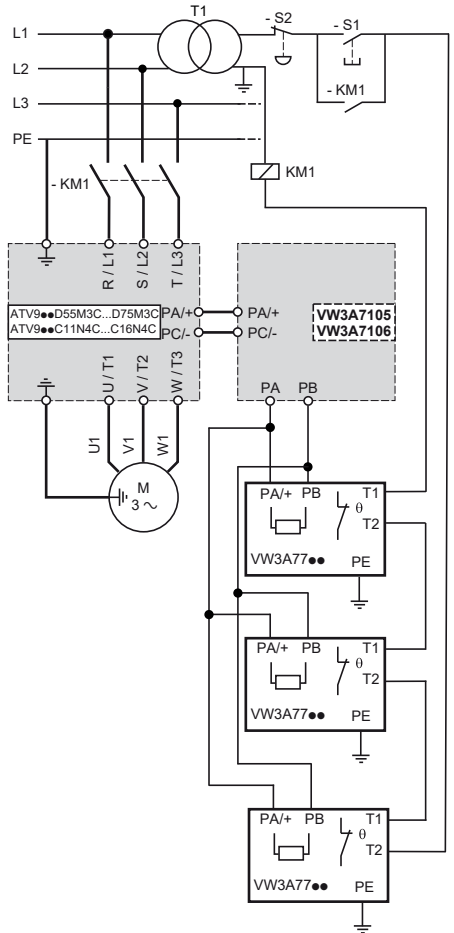 T1
- S2
- S1
L1
L2
- KM1
L3
PE
- KM1
KM1
R / L1
S / L2
T / L3
ATV9●●D55M3C...D75M3C
ATV9●●C11N4C...C16N4C
PA/+
PC/-
PA/+
PC/-
VW3A7105
VW3A7106
U / T1
V / T2
W / T3
PA
PB
U1
V1
W1
M
3 ~
PA/+
PB
T1
θ
T2
VW3A77●●
PE
PA/+
PB
T1
θ
T2
VW3A77●●
PE
PA/+
PB
T1
θ
T2
VW3A77●●
PE